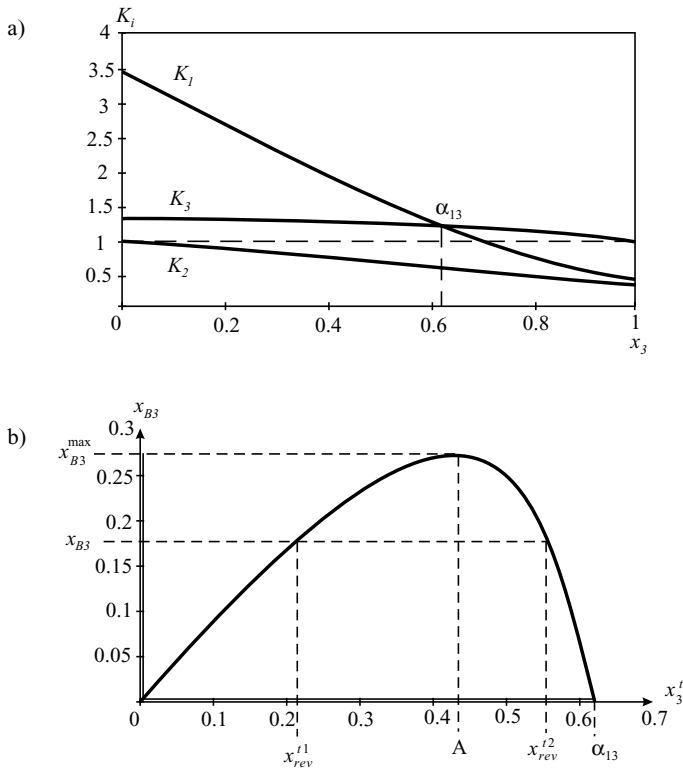 a)
K_i
4
3.5
3
2
1.5
1
0.5
K_1
K_3
K_2
α_13
0 0.2 0.4 0.6 0.8 1
x_3
b)
x_B3
0.3
x_B3^max
0.25
0.2
x_B3
0.15
0.1
0.05
0 0.1 0.2 0.3 0.4 0.5 0.6 0.7
x_3^t
x_rev^t1 A x_rev^t2 α_13